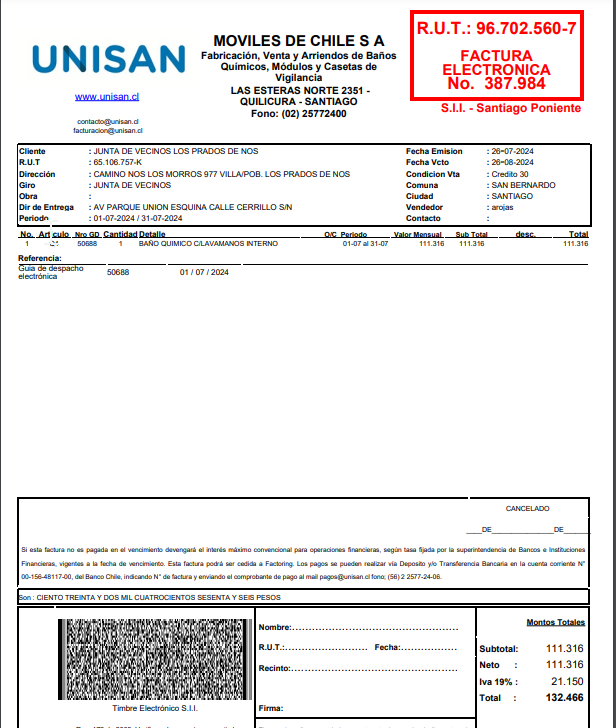 UNISAN
www.unisan.cl
contacto@unisan.cl
facturacion@unisan.cl
MOVILES DE CHILE S A
Fabricación, Venta y Arriendos de Baños
Químicos, Módulos y Casetas de
Vigilancia
LAS ESTERAS NORTE 2351 -
QUILICURA - SANTIAGO
Fono: (02) 25772400
R.U.T.: 96.702.560-7
FACTURA
ELECTRONICA
No. 387.984
S.I.I. - Santiago Poniente
Cliente : JUNTA DE VECINOS LOS PRADOS DE NOS Fecha Emision : 26-07-2024
R.U.T : 65.106.757-K Fecha Vcto : 26-08-2024
Dirección : CAMINO NOS LOS MORROS 977 VILLA/POB. LOS PRADOS DE NOS Condicion Vta : Credito 30
Giro : JUNTA DE VECINOS Comuna : SAN BERNARDO
Obra : Ciudad : SANTIAGO
Dir de Entrega : AV PARQUE UNION ESQUINA CALLE CERRILLO S/N Vendedor : arojas
Periodo : 01-07-2024 / 31-07-2024 Contacto :
No. Articulo Nro GD Cantidad Detalle O/C Periodo Valor Mensual Sub Total desc. Total
1 50688 1 BAÑO QUIMICO C/LAVAMANOS INTERNO 01-07 al 31-07 111.316 111.316 111.316
Referencia:
Guia de despacho 50688 01 / 07 / 2024
electrónica
CANCELADO
____DE________________DE______
Si esta factura no es pagada en el vencimiento devengará el interés máximo convencional para operaciones financieras, según tasa fijada por la superintendencia de Bancos e Instituciones
Financieras, vigentes a la fecha de vencimiento. Esta factura podrá ser cedida a Factoring. Los pagos se pueden realizar vía Deposito y/o Transferencia Bancaria en la cuenta corriente N°
00-156-48117-00, del Banco Chile, indicando N° de factura y enviando el comprobante de pago al mail pagos@unisan.cl fono; (56) 2 2577-24-06.
Son : CIENTO TREINTA Y DOS MIL CUATROCIENTOS SESENTA Y SEIS PESOS
Timbre Electrónico S.I.I.
Nombre:..........................................
R.U.T.:..................... Fecha:.....................
Recinto:..........................................
Firma:
Montos Totales
Subtotal: 111.316
Neto : 111.316
Iva 19% : 21.150
Total : 132.466